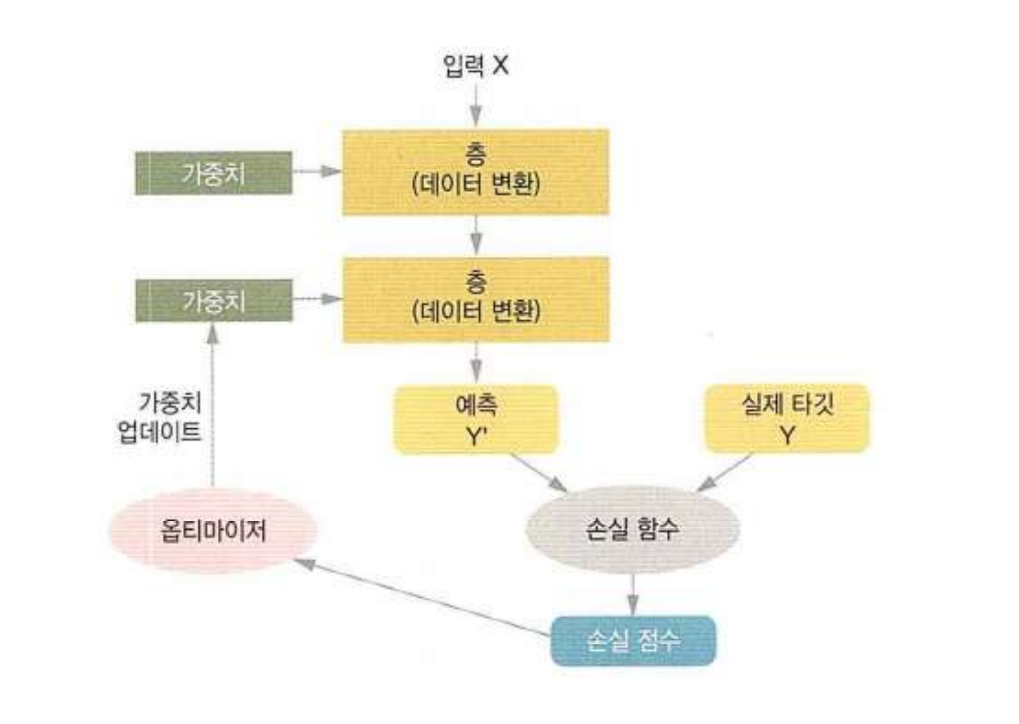 입력 X
가중치
층
(데이터 변환)
가중치
층
(데이터 변환)
가중치
업데이트
예측
Y'
실제 타깃
Y
옵티마이저
손실 함수
손실 점수